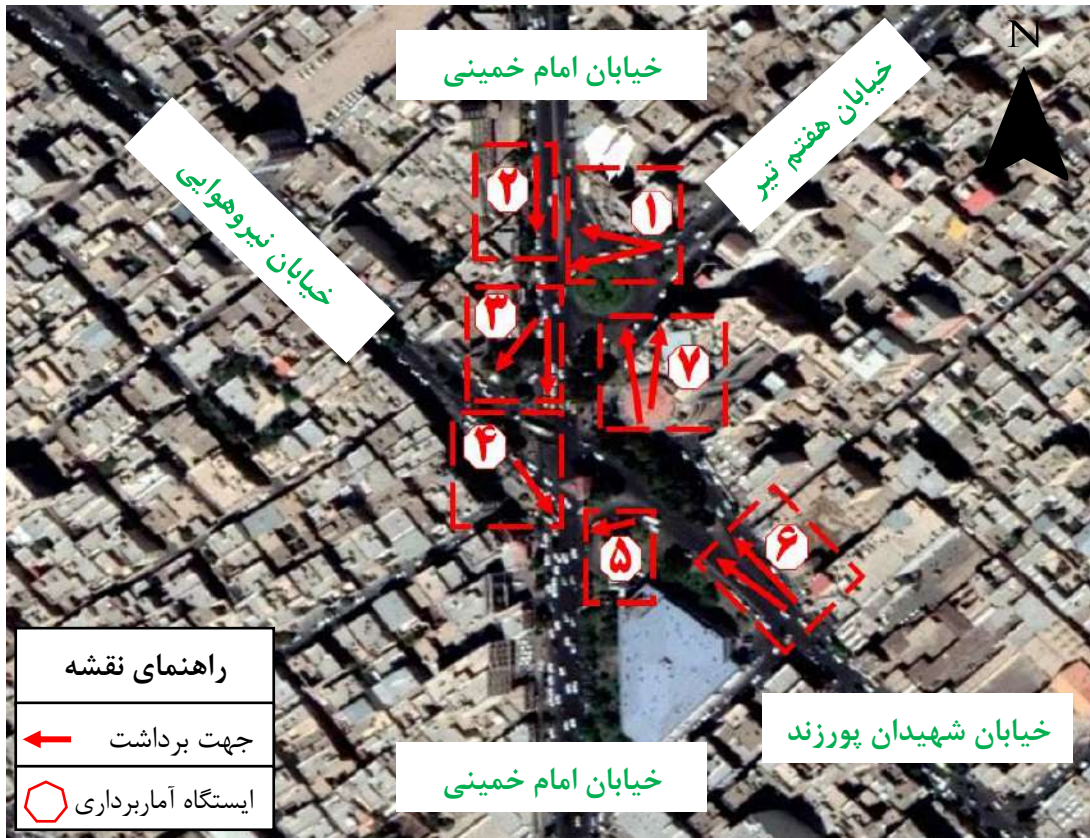 خیابان امام خمینی
N
خیابان هفتم تیر
خیابان نیروهوایی
۱
۲
۳
۷
۴
۵
۶
راهنمای نقشه
جهت برداشت
ایستگاه آماربرداری
خیابان شهیدان پورزند
خیابان امام خمینی